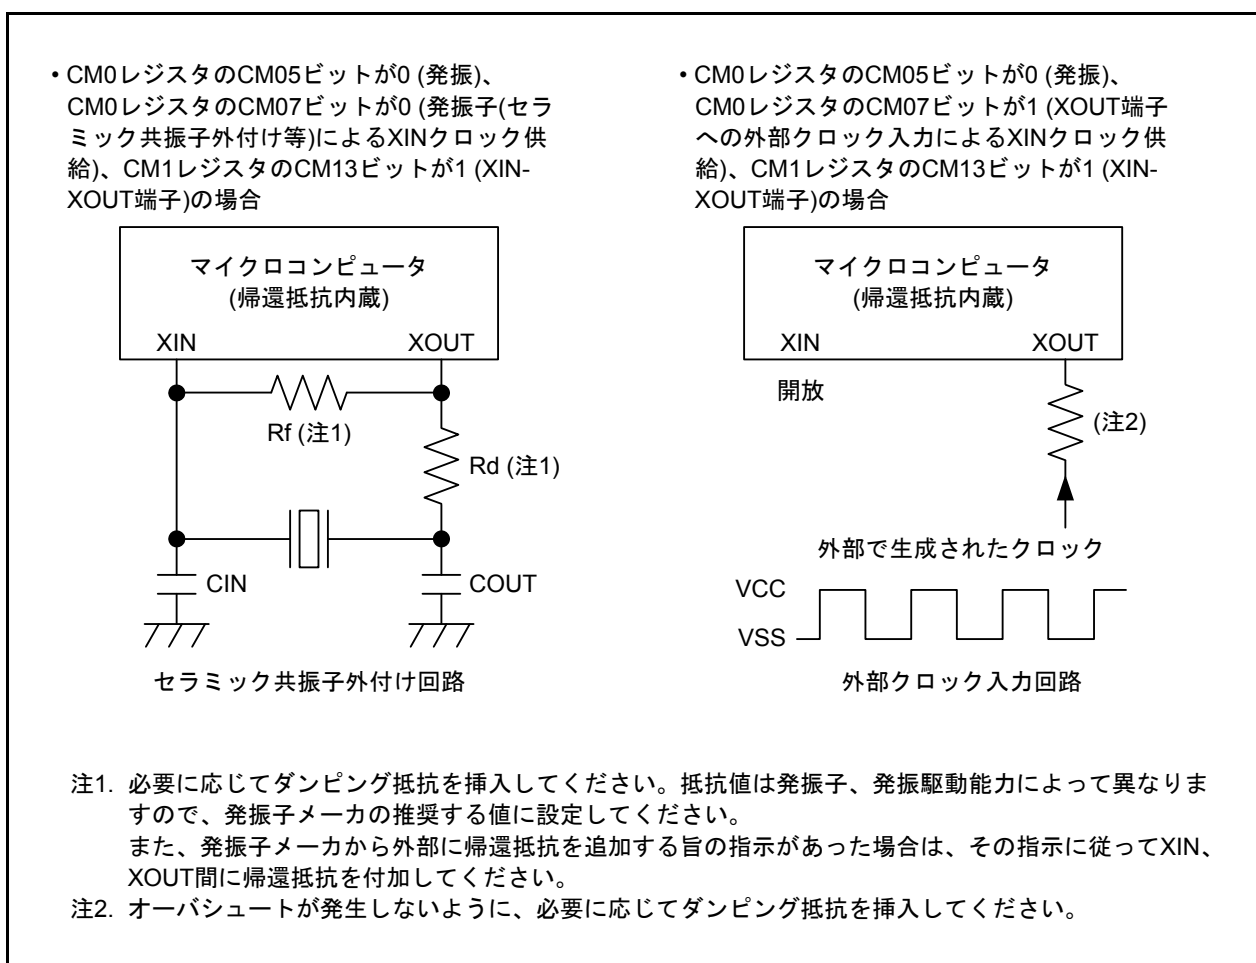 • CM0レジスタのCM05ビットが0 (発振)、
CM0レジスタのCM07ビットが0 (発振子(セラ
ミック共振子外付け等)によるXINクロック供
給)、CM1レジスタのCM13ビットが1 (XIN-
XOUT端子)の場合
マイクロコンピュータ
(帰還抵抗内蔵)
XIN
XOUT
Rf (注1)
Rd (注1)
CIN
COUT
セラミック共振子外付け回路
• CM0レジスタのCM05ビットが0 (発振)、
CM0レジスタのCM07ビットが1 (XOUT端子
への外部クロック入力によるXINクロック供
給)、CM1レジスタのCM13ビットが1 (XIN-
XOUT端子)の場合
マイクロコンピュータ
(帰還抵抗内蔵)
XIN
XOUT
開放
(注2)
外部で生成されたクロック
VCC
VSS
外部クロック入力回路
注1. 必要に応じてダンピング抵抗を挿入してください。抵抗値は発振子、発振駆動能力によって異なりま
すので、発振子メーカの推奨する値に設定してください。
また、発振子メーカから外部に帰還抵抗を追加する旨の指示があった場合は、その指示に従ってXIN、
XOUT間に帰還抵抗を付加してください。
注2. オーバシュートが発生しないように、必要に応じてダンピング抵抗を挿入してください。